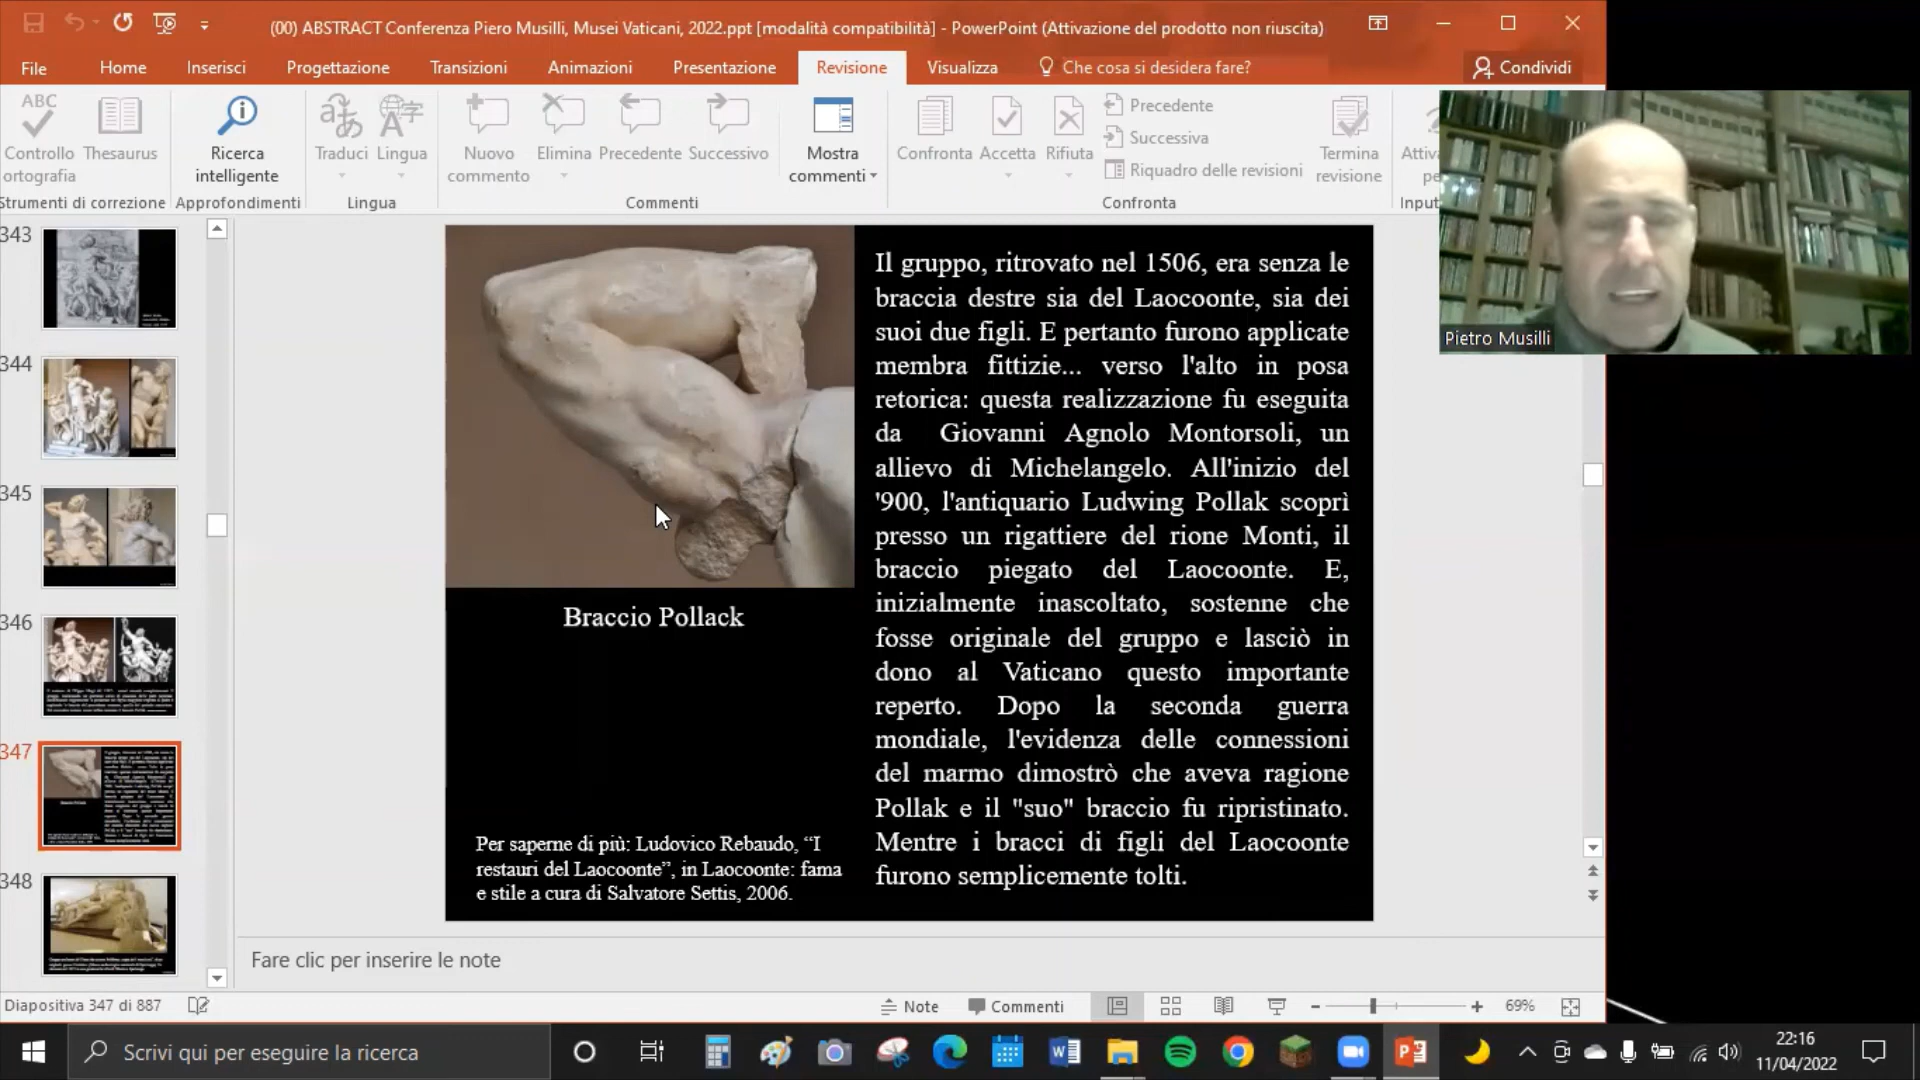 (00) ABSTRACT Conferenza Piero Musilli, Musei Vaticani, 2022.ppt [modalità compatibilità] - PowerPoint (Attivazione del prodotto non riuscita)
File Home Inserisci Progettazione Transizioni Animazioni Presentazione Revisione Visualizza Che cosa si desidera fare? Condividi
ABC
Controllo ortografia
Thesaurus
Ricerca intelligente
Traduci
Lingua
Nuovo commento
Elimina
Precedente
Successivo
Mostra commenti
Confronta
Accetta
Rifiuta
Precedente
Successiva
Riquadro delle revisioni
Termina revisione
Strumenti di correzione
Approfondimenti
Lingua
Commenti
Confronta
Pietro Musilli
343
344
345
346
347
348
Braccio Pollack
Per saperne di più: Ludovico Rebaudo, “I
restauri del Laocoonte”, in Laocoonte: fama
e stile a cura di Salvatore Settis, 2006.
Il gruppo, ritrovato nel 1506, era senza le
braccia destre sia del Laocoonte, sia dei
suoi due figli. E pertanto furono applicate
membra fittizie... verso l'alto in posa
retorica: questa realizzazione fu eseguita
da Giovanni Agnolo Montorsoli, un
allievo di Michelangelo. All'inizio del
'900, l'antiquario Ludwing Pollak scoprì
presso un rigattiere del rione Monti, il
braccio piegato del Laocoonte. E,
inizialmente inascoltato, sostenne che
fosse originale del gruppo e lasciò in
dono al Vaticano questo importante
reperto. Dopo la seconda guerra
mondiale, l'evidenza delle connessioni
del marmo dimostrò che aveva ragione
Pollak e il "suo" braccio fu ripristinato.
Mentre i bracci di figli del Laocoonte
furono semplicemente tolti.
Fare clic per inserire le note
Diapositiva 347 di 887
Note
Commenti
69%
Scrivi qui per eseguire la ricerca
22:16
11/04/2022